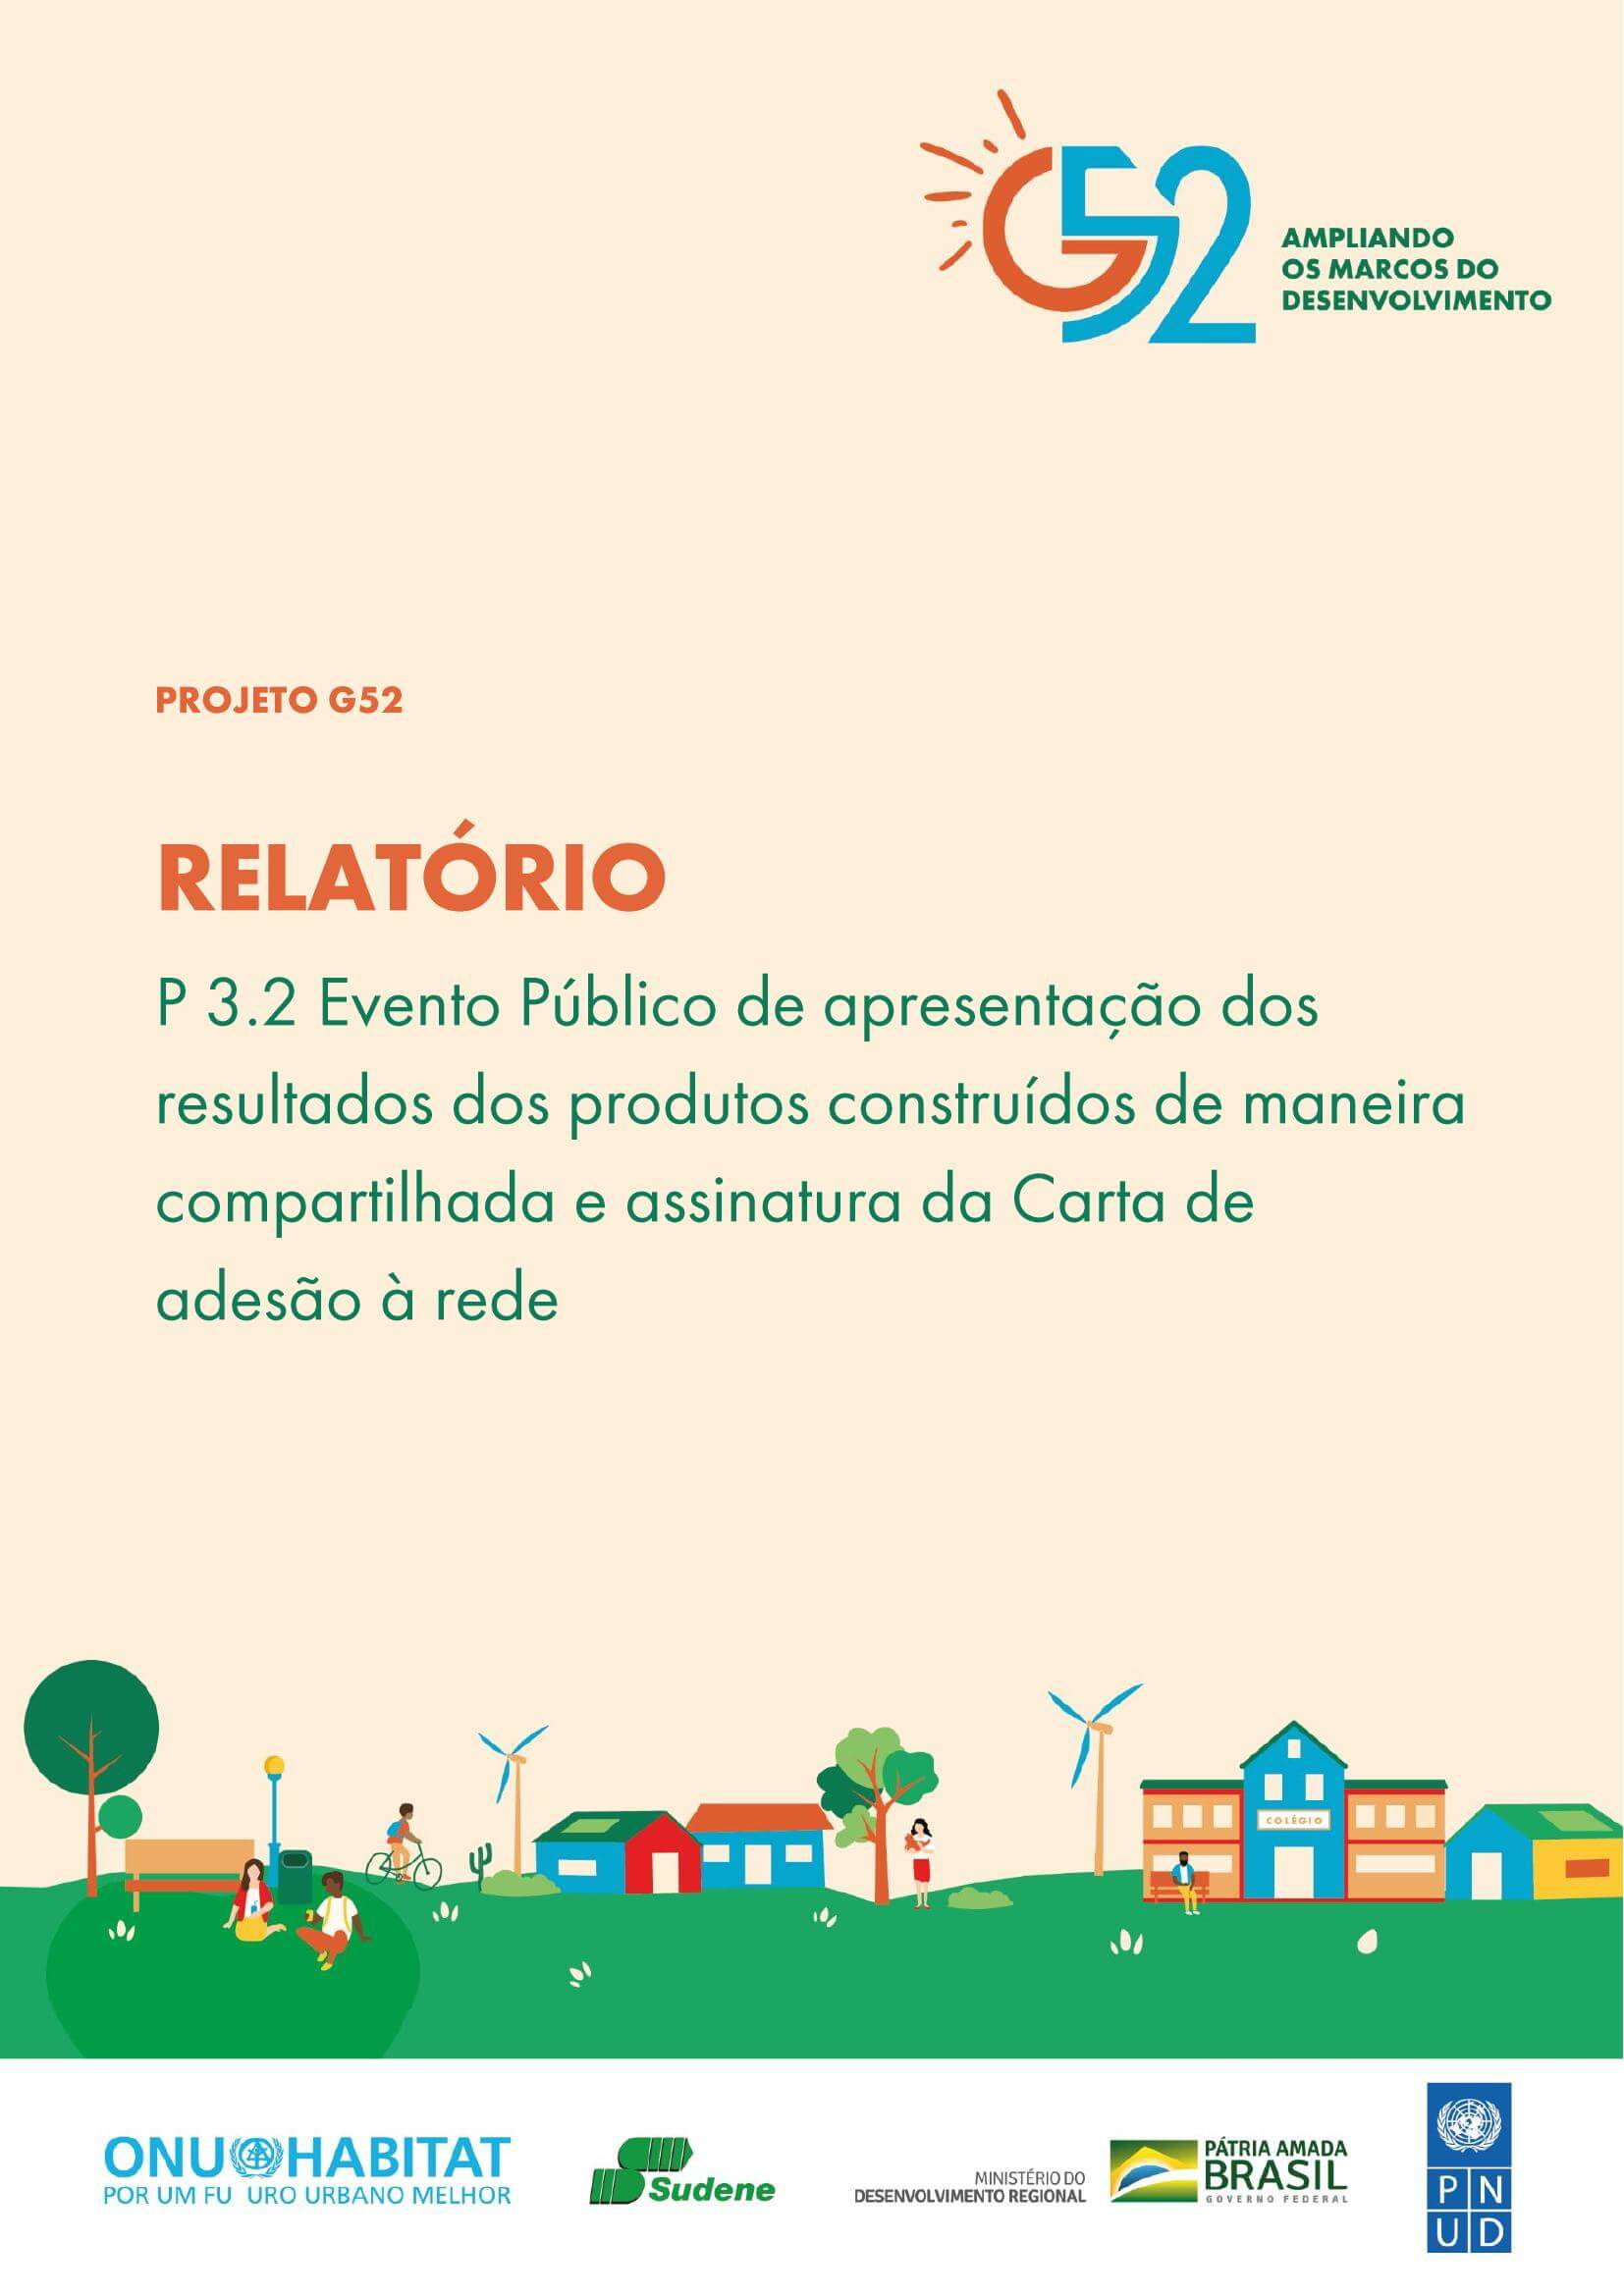 G52
AMPLIANDO
OS MARCOS DO
DESENVOLVIMENTO
PROJETO G52
RELATÓRIO
P 3.2 Evento Público de apresentação dos
resultados dos produtos construídos de maneira
compartilhada e assinatura da Carta de
adesão à rede
COLÉGIO
ONU HABITAT
POR UM FU URO URBANO MELHOR
Sudene
MINISTÉRIO DO
DESENVOLVIMENTO REGIONAL
PÁTRIA AMADA
BRASIL
GOVERNO FEDERAL
P N
U D